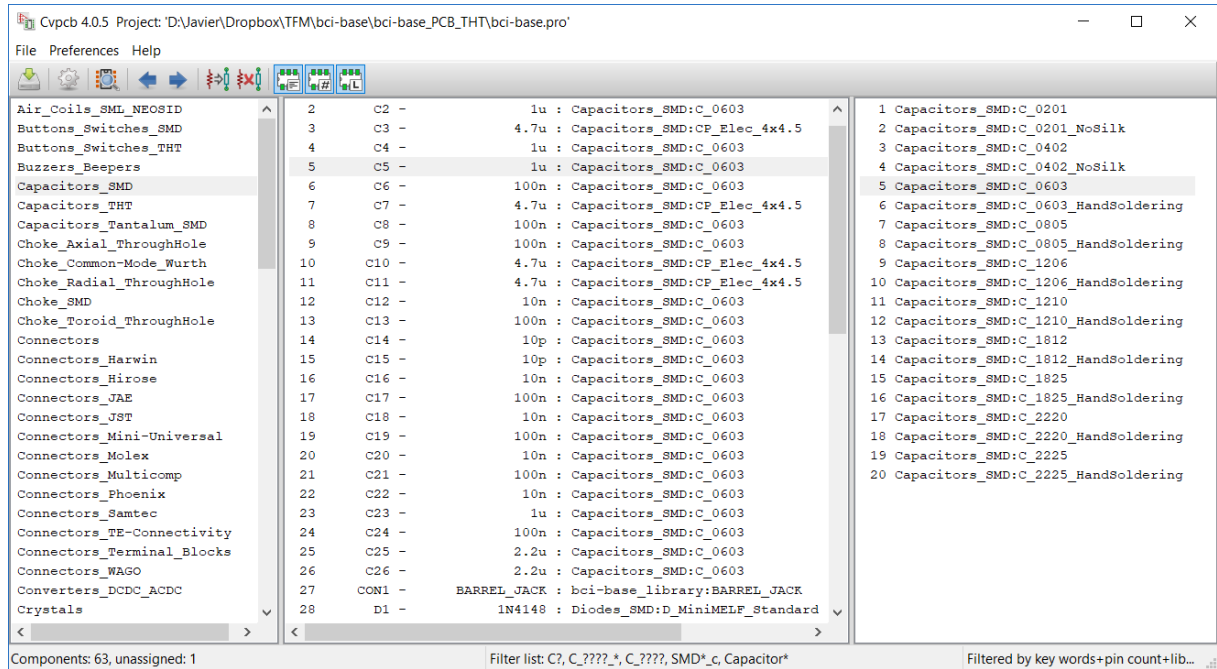 Cvpcb 4.0.5 Project: 'D:\Javier\Dropbox\TFM\bci-base\bci-base_PCB_THT\bci-base.pro'
File Preferences Help
Air_Coils_SML_NEOSID
Buttons_Switches_SMD
Buttons_Switches_THT
Buzzers_Beepers
Capacitors_SMD
Capacitors_THT
Capacitors_Tantalum_SMD
Choke_Axial_ThroughHole
Choke_Common-Mode_Wurth
Choke_Radial_ThroughHole
Choke_SMD
Choke_Toroid_ThroughHole
Connectors
Connectors_Harwin
Connectors_Hirose
Connectors_JAE
Connectors_JST
Connectors_Mini-Universal
Connectors_Molex
Connectors_Multicomp
Connectors_Phoenix
Connectors_Samtec
Connectors_TE-Connectivity
Connectors_Terminal_Blocks
Connectors_WAGO
Converters_DCDC_ACDC
Crystals
2 C2 - 1u : Capacitors_SMD:C_0603
3 C3 - 4.7u : Capacitors_SMD:CP_Elec_4x4.5
4 C4 - 1u : Capacitors_SMD:C_0603
5 C5 - 1u : Capacitors_SMD:C_0603
6 C6 - 100n : Capacitors_SMD:C_0603
7 C7 - 4.7u : Capacitors_SMD:CP_Elec_4x4.5
8 C8 - 100n : Capacitors_SMD:C_0603
9 C9 - 100n : Capacitors_SMD:C_0603
10 C10 - 4.7u : Capacitors_SMD:CP_Elec_4x4.5
11 C11 - 4.7u : Capacitors_SMD:CP_Elec_4x4.5
12 C12 - 10n : Capacitors_SMD:C_0603
13 C13 - 100n : Capacitors_SMD:C_0603
14 C14 - 10p : Capacitors_SMD:C_0603
15 C15 - 10p : Capacitors_SMD:C_0603
16 C16 - 10n : Capacitors_SMD:C_0603
17 C17 - 100n : Capacitors_SMD:C_0603
18 C18 - 10n : Capacitors_SMD:C_0603
19 C19 - 100n : Capacitors_SMD:C_0603
20 C20 - 10n : Capacitors_SMD:C_0603
21 C21 - 100n : Capacitors_SMD:C_0603
22 C22 - 10n : Capacitors_SMD:C_0603
23 C23 - 1u : Capacitors_SMD:C_0603
24 C24 - 100n : Capacitors_SMD:C_0603
25 C25 - 2.2u : Capacitors_SMD:C_0603
26 C26 - 2.2u : Capacitors_SMD:C_0603
27 CON1 - BARREL_JACK : bci-base_library:BARREL_JACK
28 D1 - 1N4148 : Diodes_SMD:D_MiniMELF_Standard
1 Capacitors_SMD:C_0201
2 Capacitors_SMD:C_0201_NoSilk
3 Capacitors_SMD:C_0402
4 Capacitors_SMD:C_0402_NoSilk
5 Capacitors_SMD:C_0603
6 Capacitors_SMD:C_0603_HandSoldering
7 Capacitors_SMD:C_0805
8 Capacitors_SMD:C_0805_HandSoldering
9 Capacitors_SMD:C_1206
10 Capacitors_SMD:C_1206_HandSoldering
11 Capacitors_SMD:C_1210
12 Capacitors_SMD:C_1210_HandSoldering
13 Capacitors_SMD:C_1812
14 Capacitors_SMD:C_1812_HandSoldering
15 Capacitors_SMD:C_1825
16 Capacitors_SMD:C_1825_HandSoldering
17 Capacitors_SMD:C_2220
18 Capacitors_SMD:C_2220_HandSoldering
19 Capacitors_SMD:C_2225
20 Capacitors_SMD:C_2225_HandSoldering
Components: 63, unassigned: 1
Filter list: C?, C_????_*, C_????, SMD*_c, Capacitor*
Filtered by key words+pin count+lib...